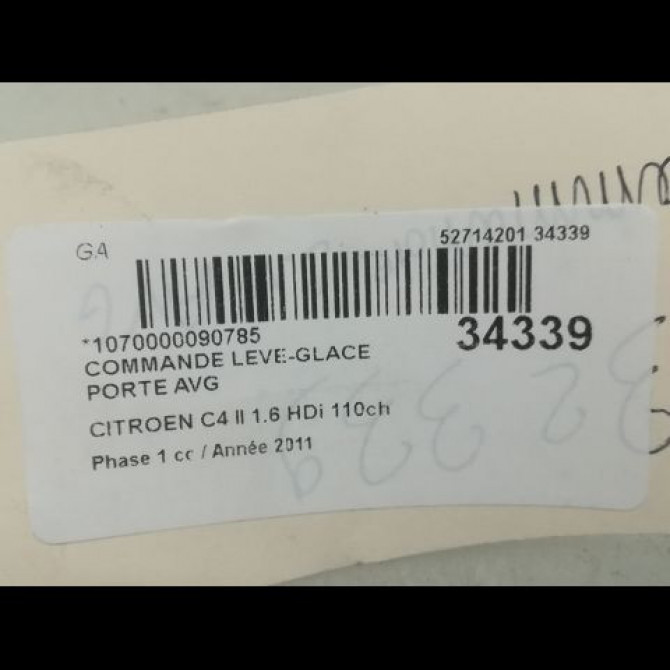 G.4
52714201 34339
*1070000090785
34339
COMMANDE LEVE-GLACE
PORTE AVG
CITROEN C4 II 1.6 HDi 110ch
Phase 1 cc / Année 2011